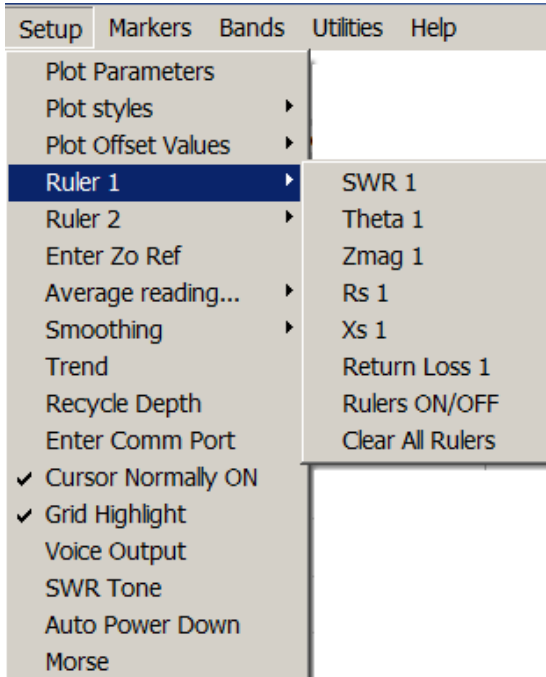 Setup Markers Bands Utilities Help
Plot Parameters
Plot styles
Plot Offset Values
Ruler 1
Ruler 2
Enter Zo Ref
Average reading...
Smoothing
Trend
Recycle Depth
Enter Comm Port
Cursor Normally ON
Grid Highlight
Voice Output
SWR Tone
Auto Power Down
Morse
SWR 1
Theta 1
Zmag 1
Rs 1
Xs 1
Return Loss 1
Rulers ON/OFF
Clear All Rulers